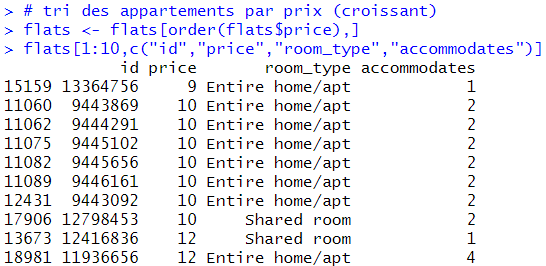 > # tri des appartements par prix (croissant)
> flats <- flats[order(flats$price),]
> flats[1:10,c("id","price","room_type","accommodates")]
            id price       room_type accommodates
15159 13364756     9 Entire home/apt            1
11060  9443869    10 Entire home/apt            2
11062  9444291    10 Entire home/apt            2
11075  9445102    10 Entire home/apt            2
11082  9445656    10 Entire home/apt            2
11089  9446161    10 Entire home/apt            2
12431  9443092    10 Entire home/apt            2
17906 12798453    10     Shared room            2
13673 12416836    12     Shared room            1
18981 11936656    12 Entire home/apt            4